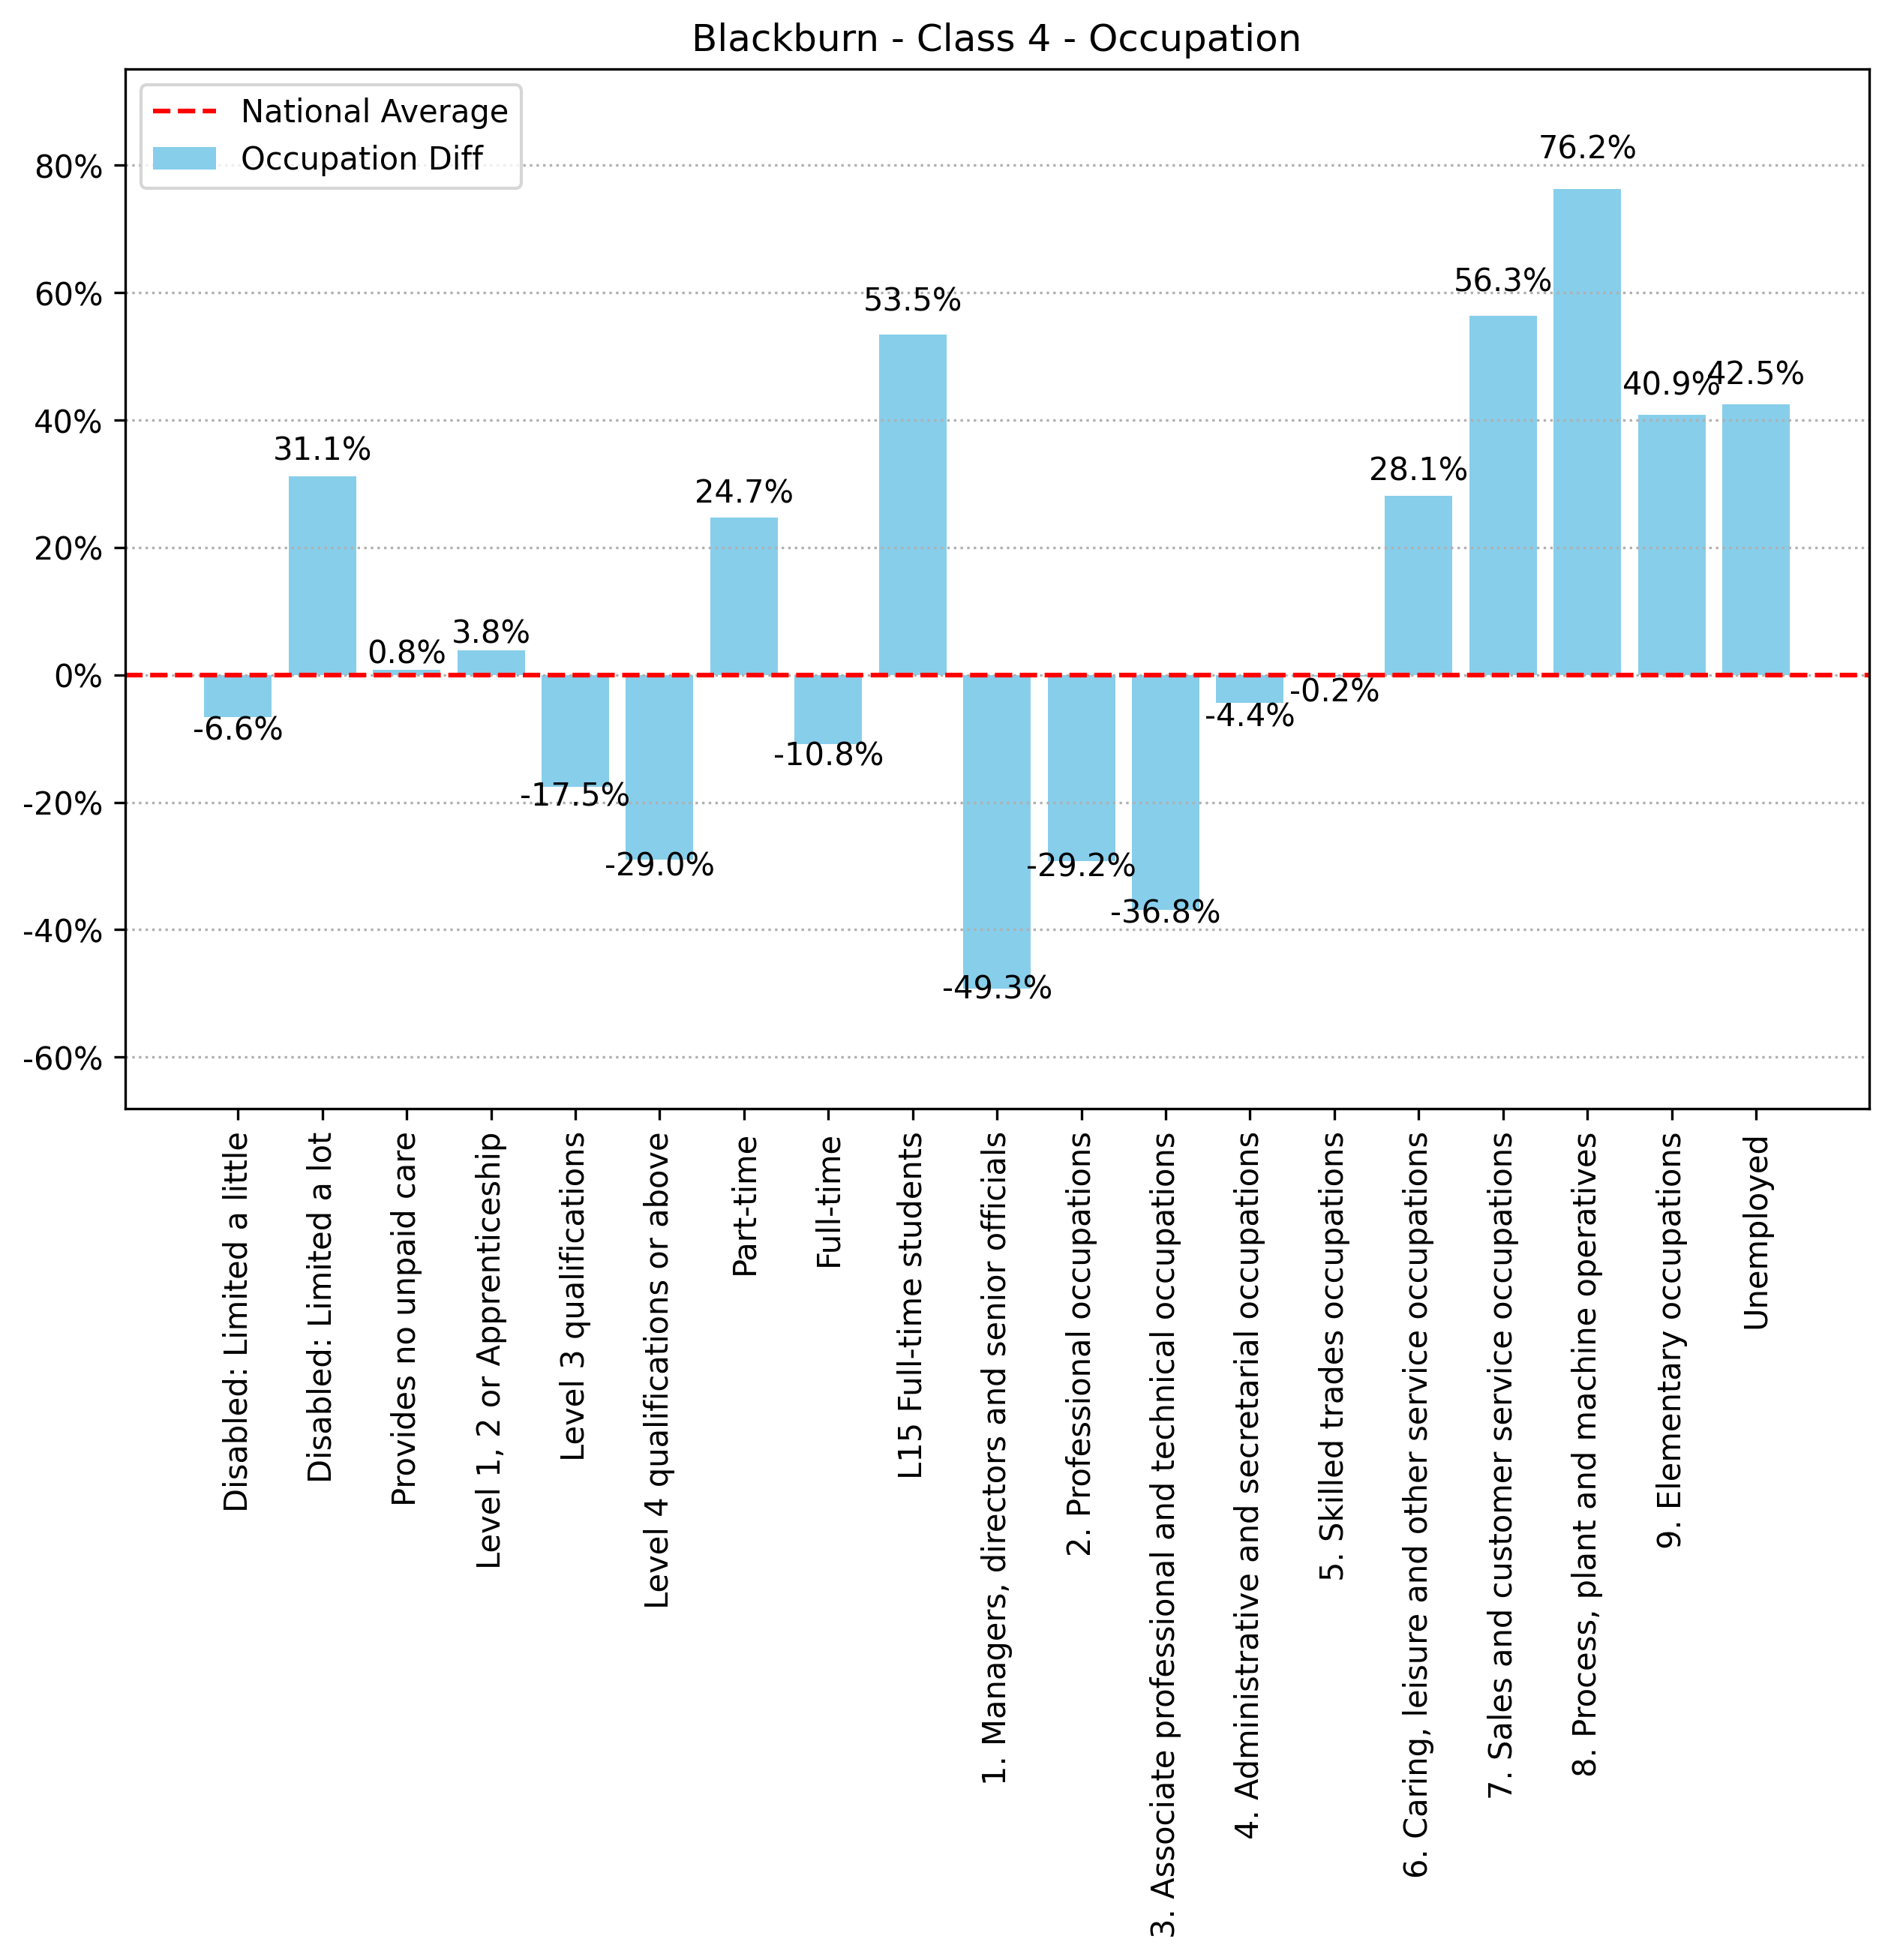 Blackburn - Class 4 - Occupation
National Average
Occupation Diff
80%
60%
40%
20%
0%
-20%
-40%
-60%
-6.6%
31.1%
0.8%
3.8%
-17.5%
-29.0%
24.7%
-10.8%
53.5%
-49.3%
-29.2%
-36.8%
-4.4%
-0.2%
28.1%
56.3%
76.2%
40.9%
42.5%
Disabled: Limited a little
Disabled: Limited a lot
Provides no unpaid care
Level 1, 2 or Apprenticeship
Level 3 qualifications
Level 4 qualifications or above
Part-time
Full-time
L15 Full-time students
1. Managers, directors and senior officials
2. Professional occupations
3. Associate professional and technical occupations
4. Administrative and secretarial occupations
5. Skilled trades occupations
6. Caring, leisure and other service occupations
7. Sales and customer service occupations
8. Process, plant and machine operatives
9. Elementary occupations
Unemployed